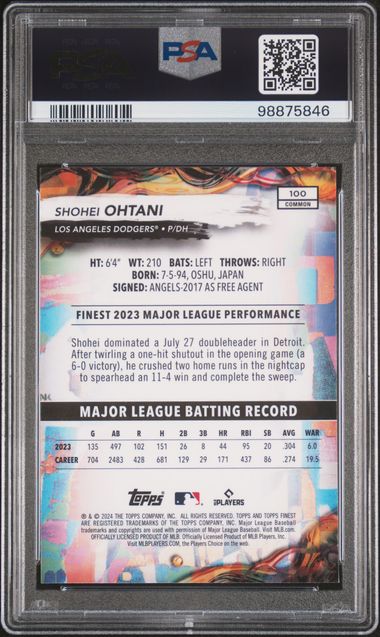 PSA
PSA
98875846
100
COMMON
SHOHEI OHTANI
LOS ANGELES DODGERS® • P/DH
HT: 6'4" WT: 210 BATS: LEFT THROWS: RIGHT
BORN: 7-5-94, OSHU, JAPAN
SIGNED: ANGELS-2017 AS FREE AGENT
FINEST 2023 MAJOR LEAGUE PERFORMANCE
Shohei dominated a July 27 doubleheader in Detroit.
After twirling a one-hit shutout in the opening game (a
6-0 victory), he crushed two home runs in the nightcap
to spearhead an 11-4 win and complete the sweep.
NK
MAJOR LEAGUE BATTING RECORD
G AB R H 2B 3B HR RBI SB AVG WAR
2023 135 497 102 151 26 8 44 95 20 .304 6.0
CAREER 704 2483 428 681 129 29 171 437 86 .274 19.5
Topps PLAYERS
® & © 2024 THE TOPPS COMPANY, INC. ALL RIGHTS RESERVED. TOPPS AND TOPPS FINEST
ARE REGISTERED TRADEMARKS OF THE TOPPS COMPANY, INC. Major League Baseball
trademarks and copyrights are used with permission of Major League Baseball. Visit MLB.com.
OFFICIALLY LICENSED PRODUCT OF MLB. Officially Licensed Product of MLB Players, Inc.
Visit MLBPLAYERS.com, the Players Choice on the web.